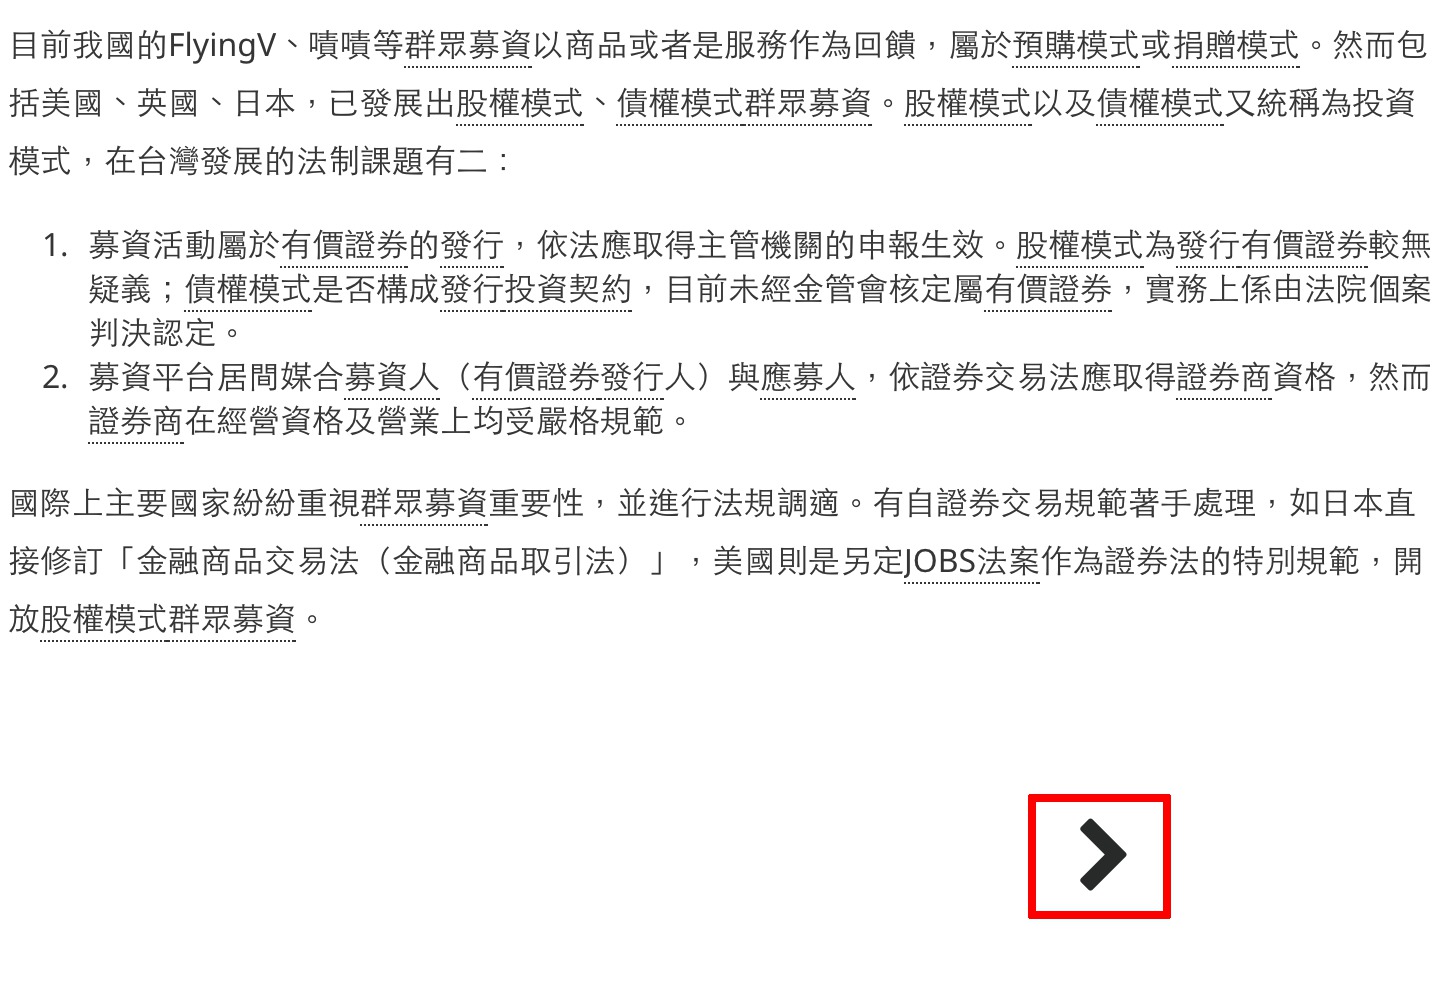 目前我國的FlyingV、嘖嘖等群眾募資以商品或者是服務作為回饋，屬於預購模式或捐贈模式。然而包
括美國、英國、日本，已發展出股權模式、債權模式群眾募資。股權模式以及債權模式又統稱為投資
模式，在台灣發展的法制課題有二：
1. 募資活動屬於有價證券的發行，依法應取得主管機關的申報生效。股權模式為發行有價證券較無
疑義；債權模式是否構成發行投資契約，目前未經金管會核定屬有價證券，實務上係由法院個案
判決認定。
2. 募資平台居間媒合募資人（有價證券發行人）與應募人，依證券交易法應取得證券商資格，然而
證券商在經營資格及營業上均受嚴格規範。
國際上主要國家紛紛重視群眾募資重要性，並進行法規調適。有自證券交易規範著手處理，如日本直
接修訂「金融商品交易法（金融商品取引法）」，美國則是另定JOBS法案作為證券法的特別規範，開
放股權模式群眾募資。